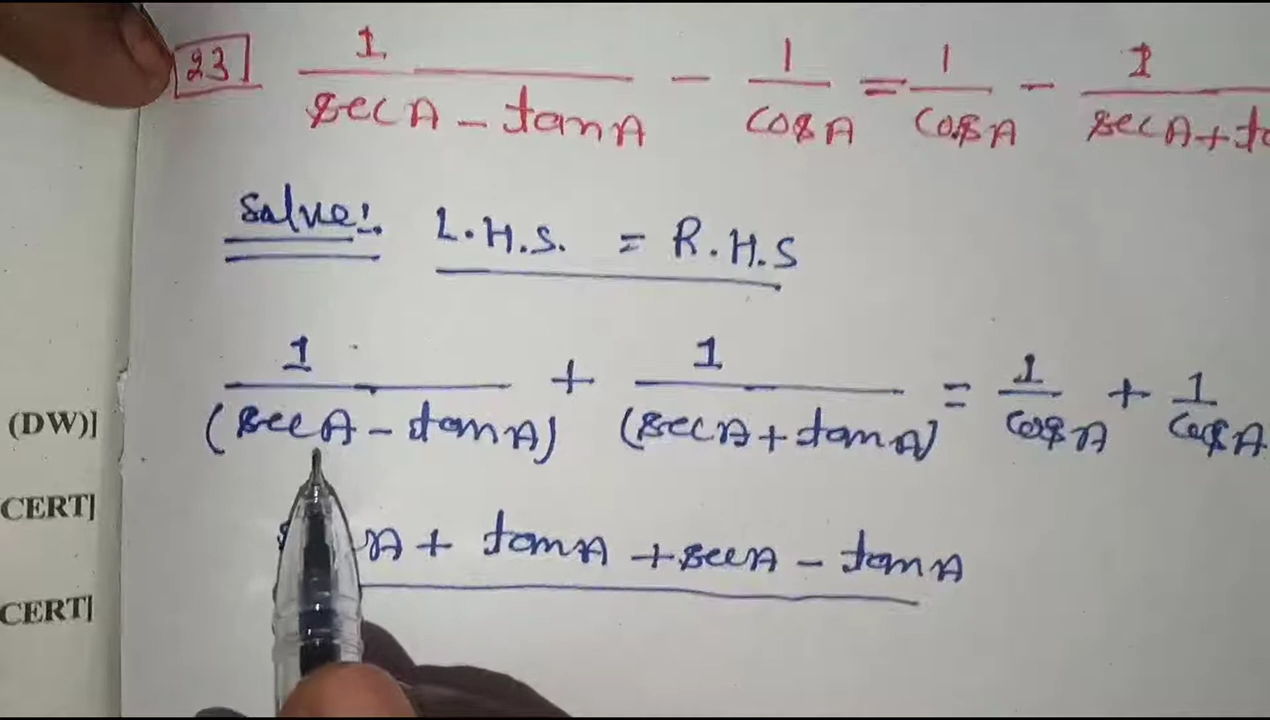 23 1/(secA - tanA) - 1/cosA = 1/cosA - 1/(secA + ta
Solve:. L.H.S. = R.H.S
1/(secA - tanA) + 1/(secA + tanA) = 1/cosA + 1/cosA
A + tanA + secA - tanA
(DW)]
CERT]
CERT]